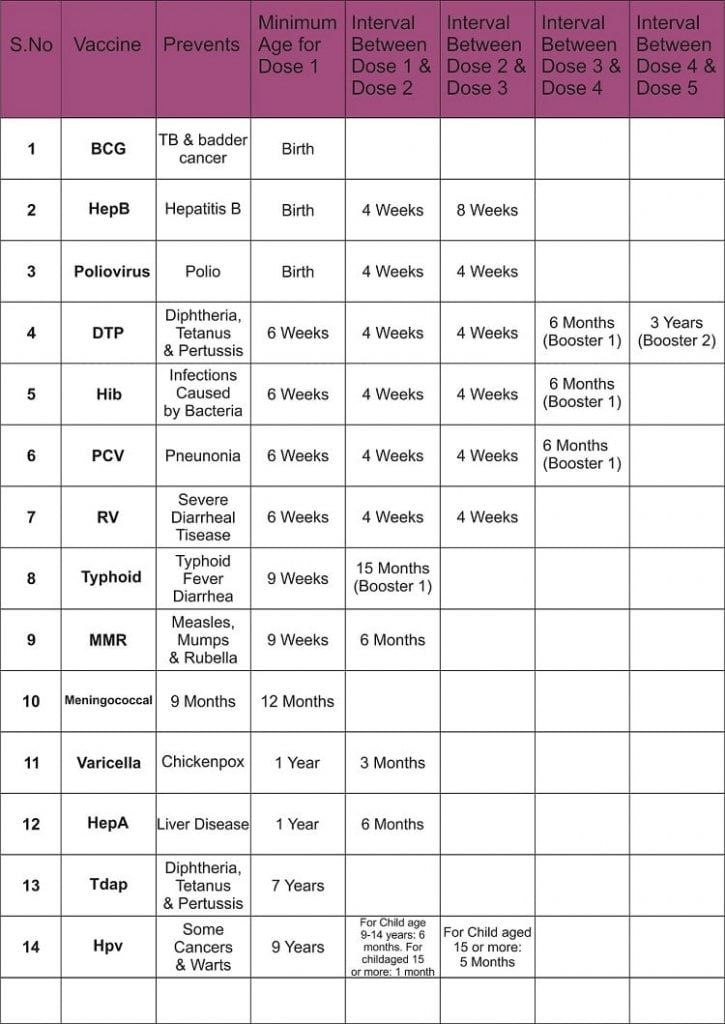 S.No
Vaccine
Prevents
Minimum
Age for
Dose 1
Interval
Between
Dose 1 &
Dose 2
Interval
Between
Dose 2 &
Dose 3
Interval
Between
Dose 3 &
Dose 4
Interval
Between
Dose 4 &
Dose 5
1
BCG
TB & badder
cancer
Birth
2
HepB
Hepatitis B
Birth
4 Weeks
8 Weeks
3
Poliovirus
Polio
Birth
4 Weeks
4 Weeks
4
DTP
Diphtheria,
Tetanus
& Pertussis
6 Weeks
4 Weeks
4 Weeks
6 Months
(Booster 1)
3 Years
(Booster 2)
5
Hib
Infections
Caused
by Bacteria
6 Weeks
4 Weeks
4 Weeks
6 Months
(Booster 1)
6
PCV
Pneunonia
6 Weeks
4 Weeks
4 Weeks
6 Months
(Booster 1)
7
RV
Severe
Diarrheal
Tisease
6 Weeks
4 Weeks
4 Weeks
8
Typhoid
Typhoid
Fever
Diarrhea
9 Weeks
15 Months
(Booster 1)
9
MMR
Measles,
Mumps
& Rubella
9 Weeks
6 Months
10
Meningococcal
9 Months
12 Months
11
Varicella
Chickenpox
1 Year
3 Months
12
HepA
Liver Disease
1 Year
6 Months
13
Tdap
Diphtheria,
Tetanus
& Pertussis
7 Years
14
Hpv
Some
Cancers
& Warts
9 Years
For Child age
9-14 years: 6
months. For
childaged 15
or more: 1 month
For Child aged
15 or more:
5 Months